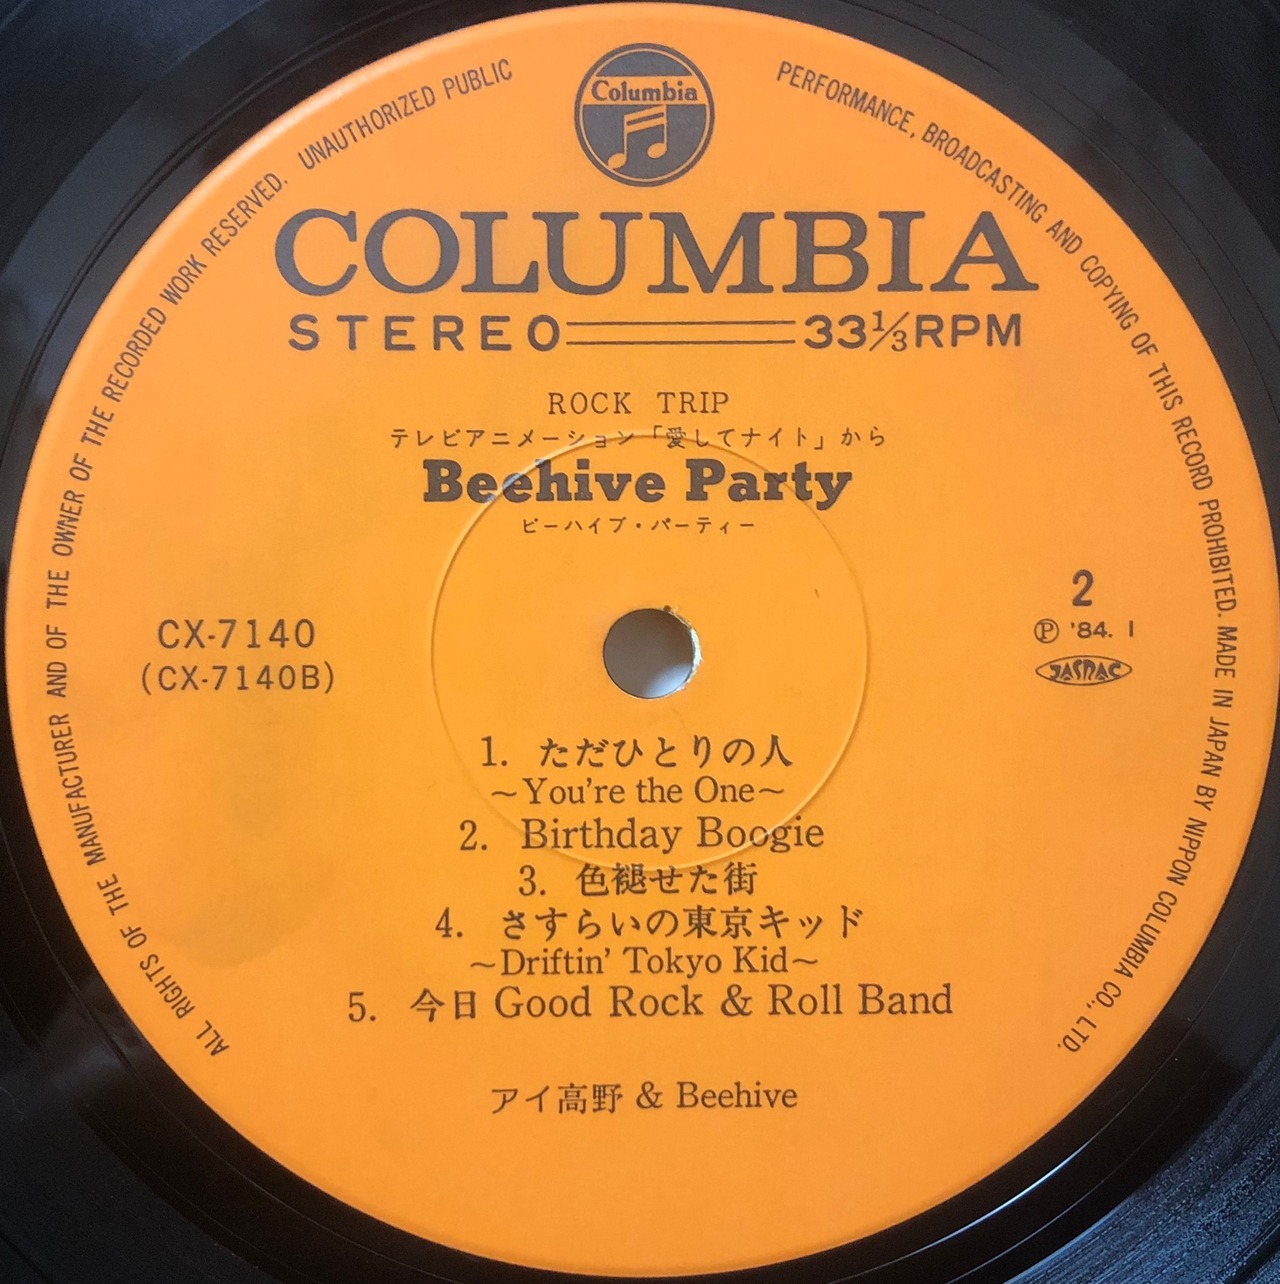 Columbia
COLUMBIA
STEREO 33⅓RPM
ROCK TRIP
テレビアニメーション「愛してナイト」から
Beehive Party
ビーハイブ・パーティー
2
CX-7140
Ⓟ '84. 1
(CX-7140B)
JASRAC
1. ただひとりの人
～You're the One～
2. Birthday Boogie
3. 色褪せた街
4. さすらいの東京キッド
～Driftin' Tokyo Kid～
5. 今日 Good Rock & Roll Band
アイ高野 & Beehive
ALL RIGHTS OF THE MANUFACTURER AND OF THE OWNER OF THE RECORDED WORK RESERVED. UNAUTHORIZED PUBLIC PERFORMANCE, BROADCASTING AND COPYING OF THIS RECORD PROHIBITED. MADE IN JAPAN BY NIPPON COLUMBIA CO., LTD.